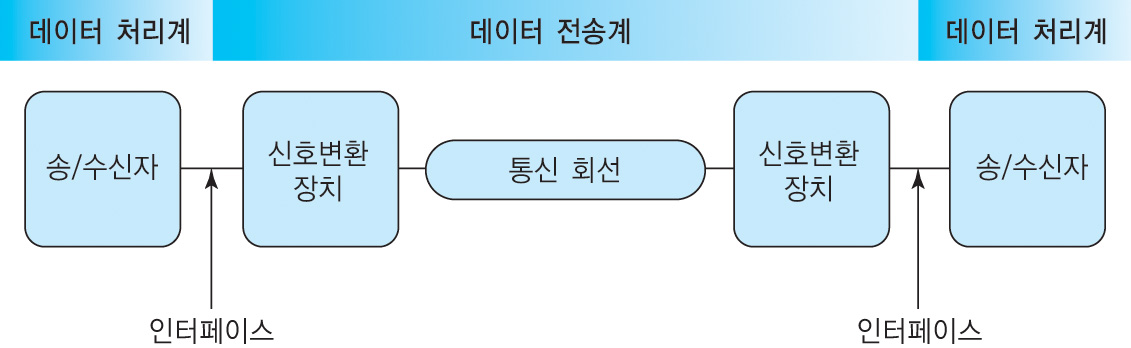 데이터 처리계
데이터 전송계
데이터 처리계
송/수신자
신호변환
장치
통신 회선
신호변환
장치
송/수신자
인터페이스
인터페이스